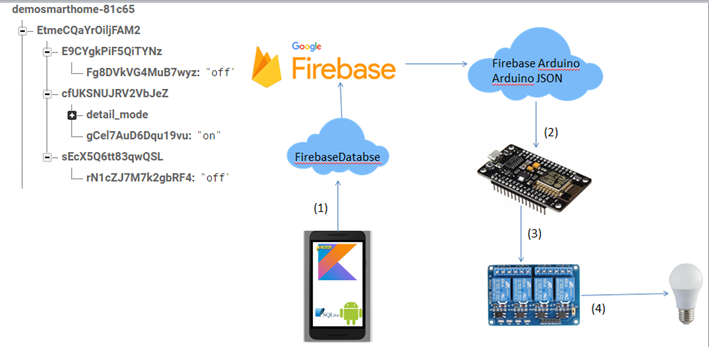 demosmarthome-81c65
EtmeCQaYrOiljFAM2
E9CYgkPiF5QiTYNz
Fg8DVkVG4MuB7wyz: "off"
cfUKSNUJRV2VbJeZ
detail_mode
gCel7AuD6Dqu19vu: "on"
sEcX5Q6tt83qwQSL
rN1cZJ7M7k2gbRF4: "off"
Google
Firebase
Firebase Arduino
Arduino JSON
(2)
FirebaseDatabse
(1)
(3)
(4)
SQLite